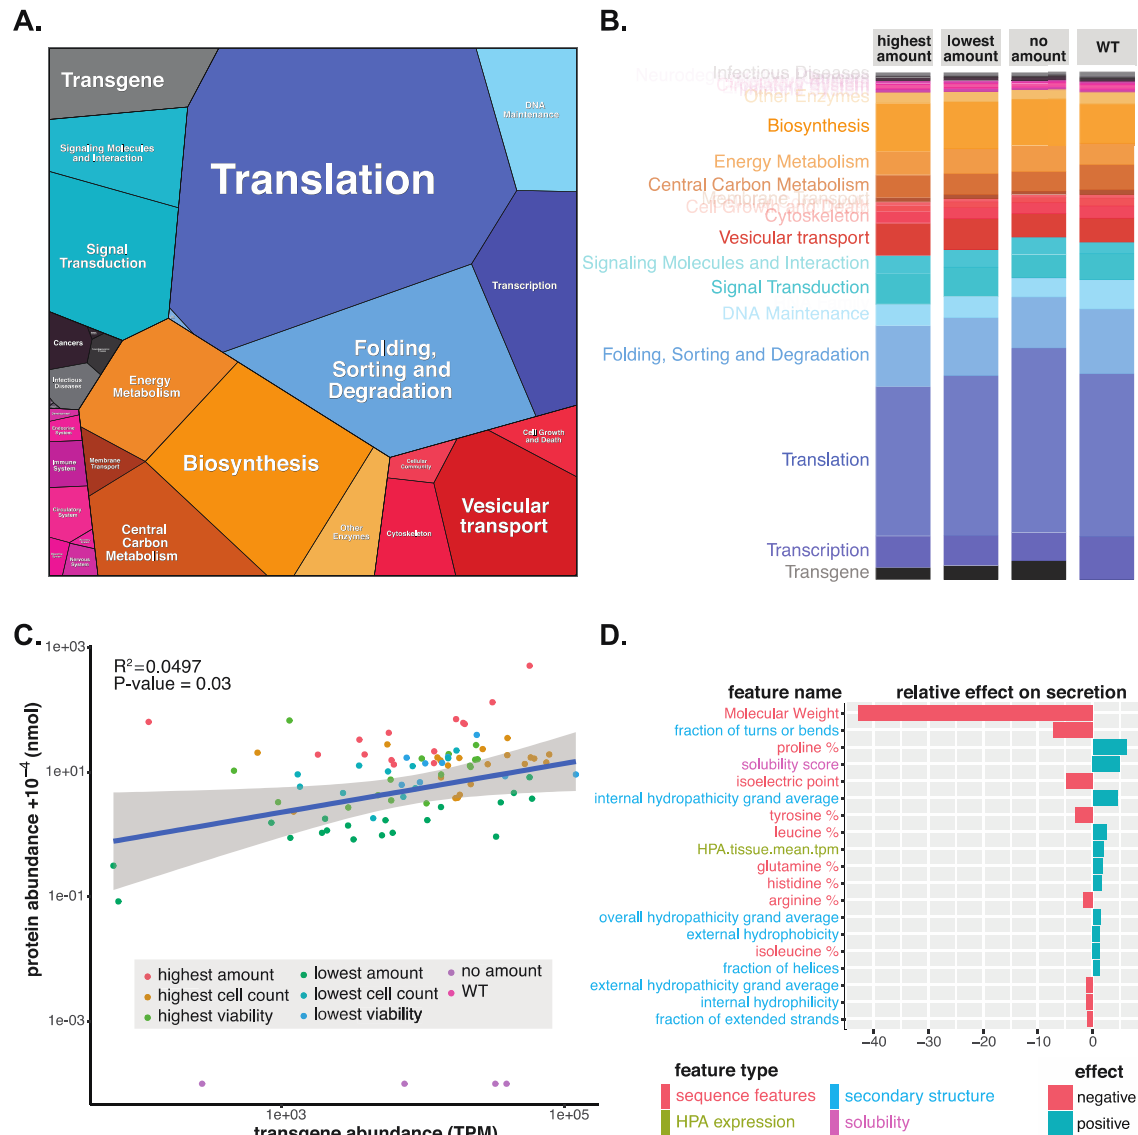 A.
Transgene
Signaling Molecules
and Interaction
Signal
Transduction
Translation
DNA
Maintenance
Transcription
Folding,
Sorting and
Degradation
Cancers
Infectious
Diseases
Energy
Metabolism
Biosynthesis
Endocrine
System
Immune
System
Membrane
Transport
Circulatory
System
Nervous
System
Central
Carbon
Metabolism
Other
Enzymes
Cellular
Community
Cytoskeleton
Cell Growth
and Death
Vesicular
transport
B.
highest
amount
lowest
amount
no
amount
WT
Infectious Diseases
Other Enzymes
Biosynthesis
Energy Metabolism
Central Carbon Metabolism
Membrane Transport
Cell Growth and Death
Cytoskeleton
Vesicular transport
Signaling Molecules and Interaction
Signal Transduction
DNA Maintenance
Folding, Sorting and Degradation
Translation
Transcription
Transgene
C.
R²=0.0497
P-value = 0.03
protein abundance +10⁻⁴ (nmol)
1e+03
1e+01
1e-01
1e-03
highest amount
highest cell count
highest viability
lowest amount
lowest cell count
lowest viability
no amount
WT
1e+03
1e+05
transgene abundance (TPM)
D.
feature name
relative effect on secretion
Molecular Weight
fraction of turns or bends
proline %
solubility score
isoelectric point
internal hydropathicity grand average
tyrosine %
leucine %
HPA.tissue.mean.tpm
glutamine %
histidine %
arginine %
overall hydropathicity grand average
external hydrophobicity
isoleucine %
fraction of helices
external hydropathicity grand average
internal hydrophilicity
fraction of extended strands
−40
−30
−20
−10
0
feature type
sequence features
HPA expression
secondary structure
solubility
effect
negative
positive